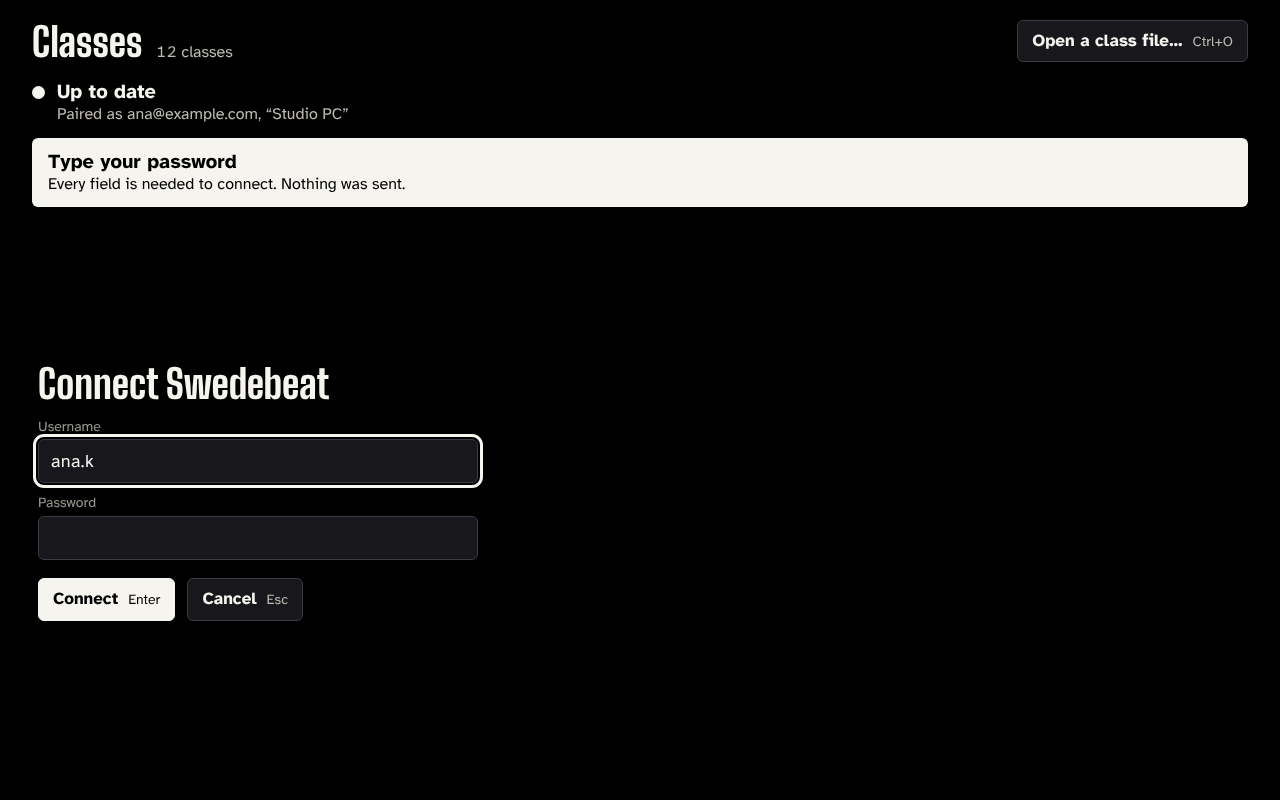 Classes 12 classes
Open a class file... Ctrl+O
Up to date
Paired as ana@example.com, “Studio PC”
Type your password
Every field is needed to connect. Nothing was sent.
Connect Swedebeat
Username
ana.k
Password
Connect Enter
Cancel Esc